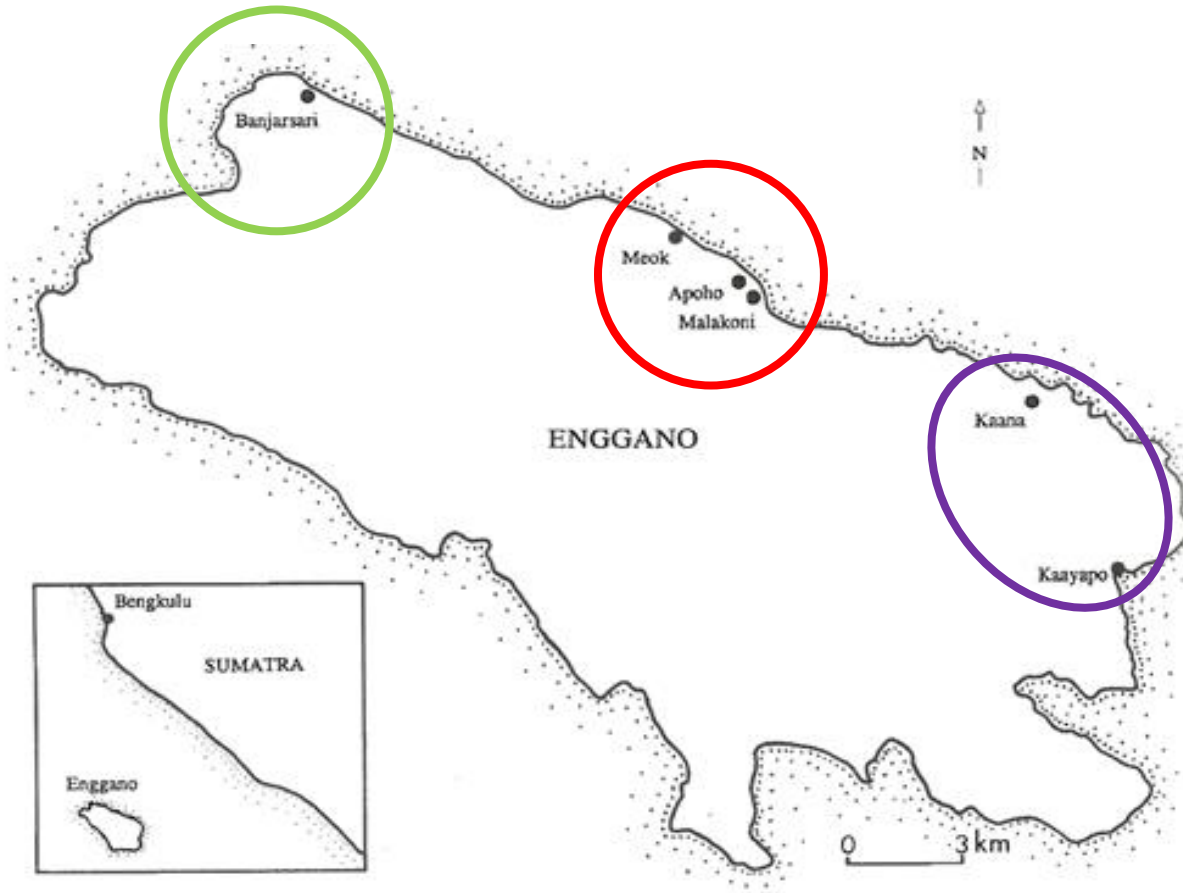 Banjarsari
N
Meok
Apoho
Malakoni
Kaana
ENGGANO
Kaayapo
Bengkulu
SUMATRA
Enggano
0 3 km